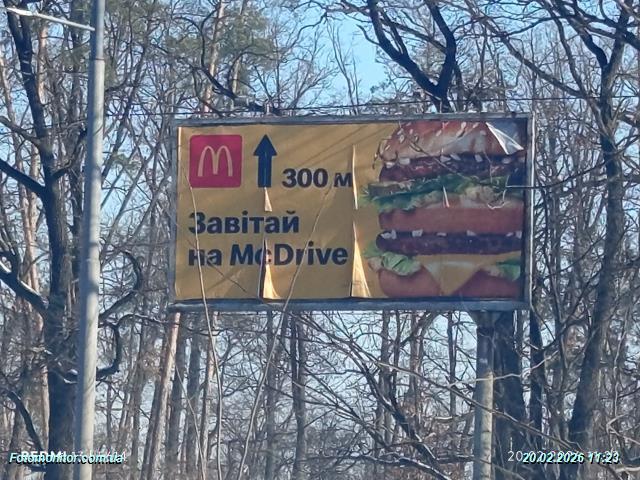 300 м
Завітай
на McDrive
Fotomonitor.com.ua
20.02.2026 11:23